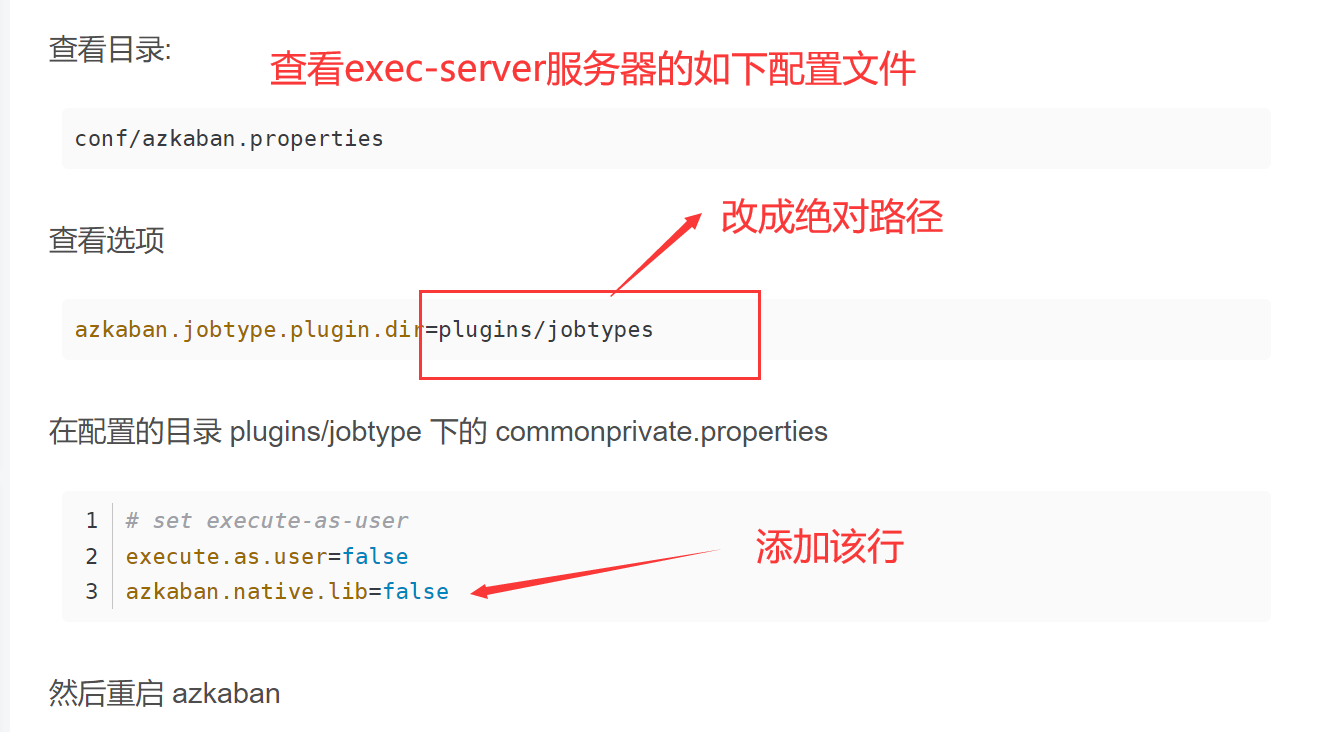 查看目录:
查看exec-server服务器的如下配置文件
conf/azkaban.properties
改成绝对路径
查看选项
azkaban.jobtype.plugin.dir=plugins/jobtypes
在配置的目录 plugins/jobtype 下的 commonprivate.properties
1 # set execute-as-user
2 execute.as.user=false
添加该行
3 azkaban.native.lib=false
然后重启 azkaban